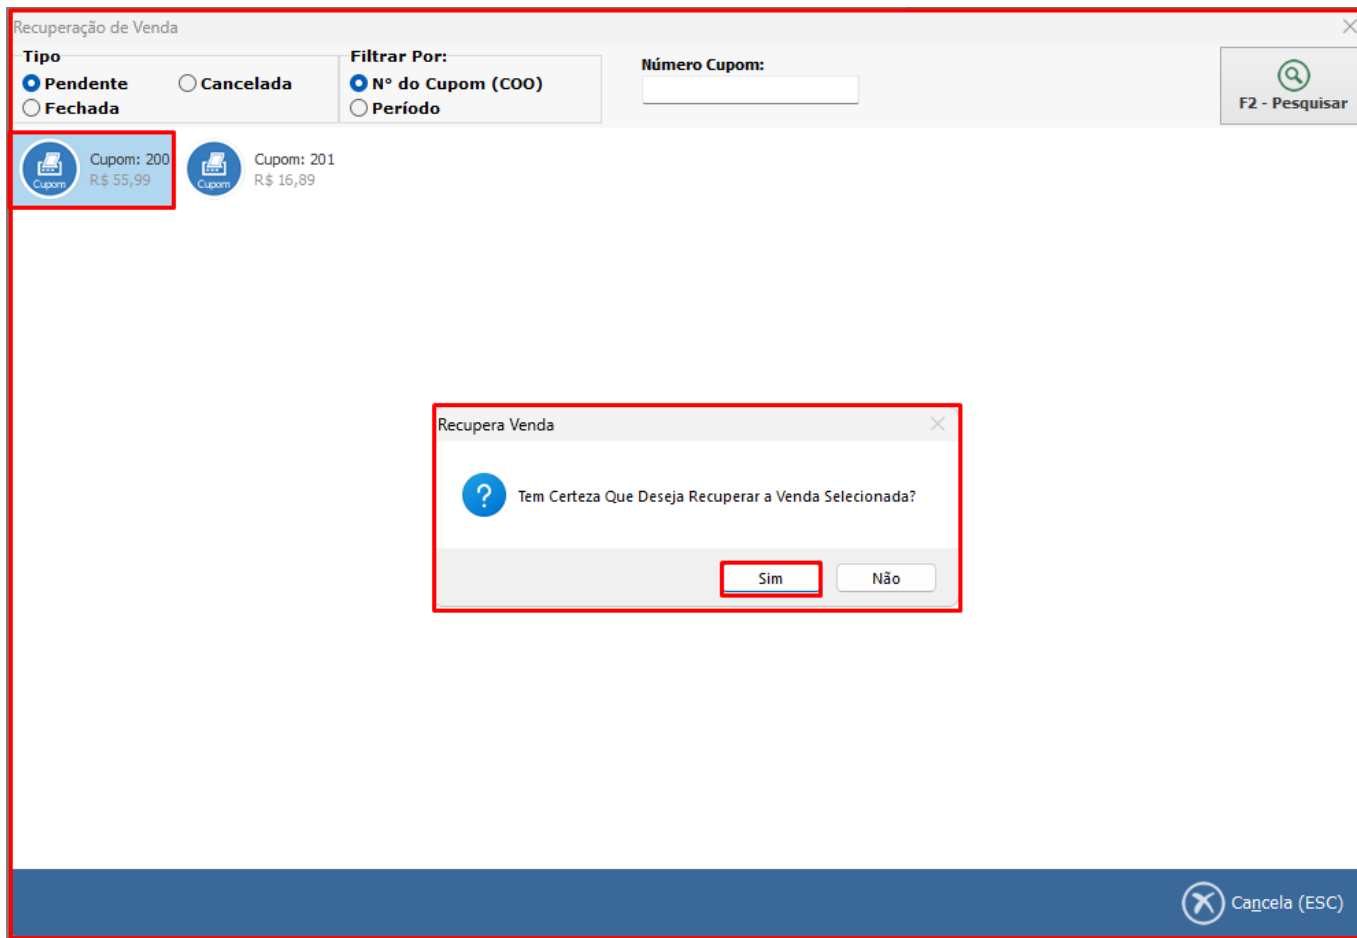 Recuperação de Venda
Tipo
Pendente
Cancelada
Fechada
Filtrar Por:
N° do Cupom (COO)
Período
Número Cupom:
F2 - Pesquisar
Cupom
Cupom: 200
R$ 55,99
Cupom
Cupom: 201
R$ 16,89
Recupera Venda
?
Tem Certeza Que Deseja Recuperar a Venda Selecionada?
Sim
Não
Cancela (ESC)